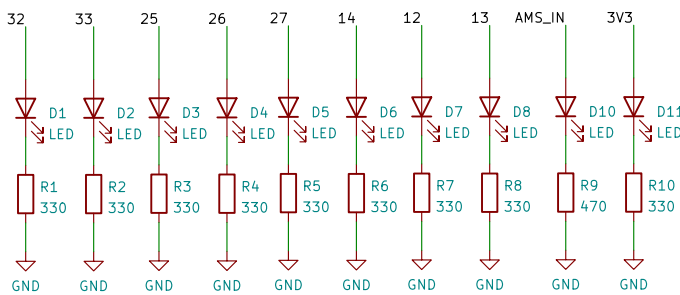 32 33 25 26 27 14 12 13 AMS_IN 3V3
D1 D2 D3 D4 D5 D6 D7 D8 D10 D11
LED LED LED LED LED LED LED LED LED LED
R1 R2 R3 R4 R5 R6 R7 R8 R9 R10
330 330 330 330 330 330 330 330 470 330
GND GND GND GND GND GND GND GND GND GND